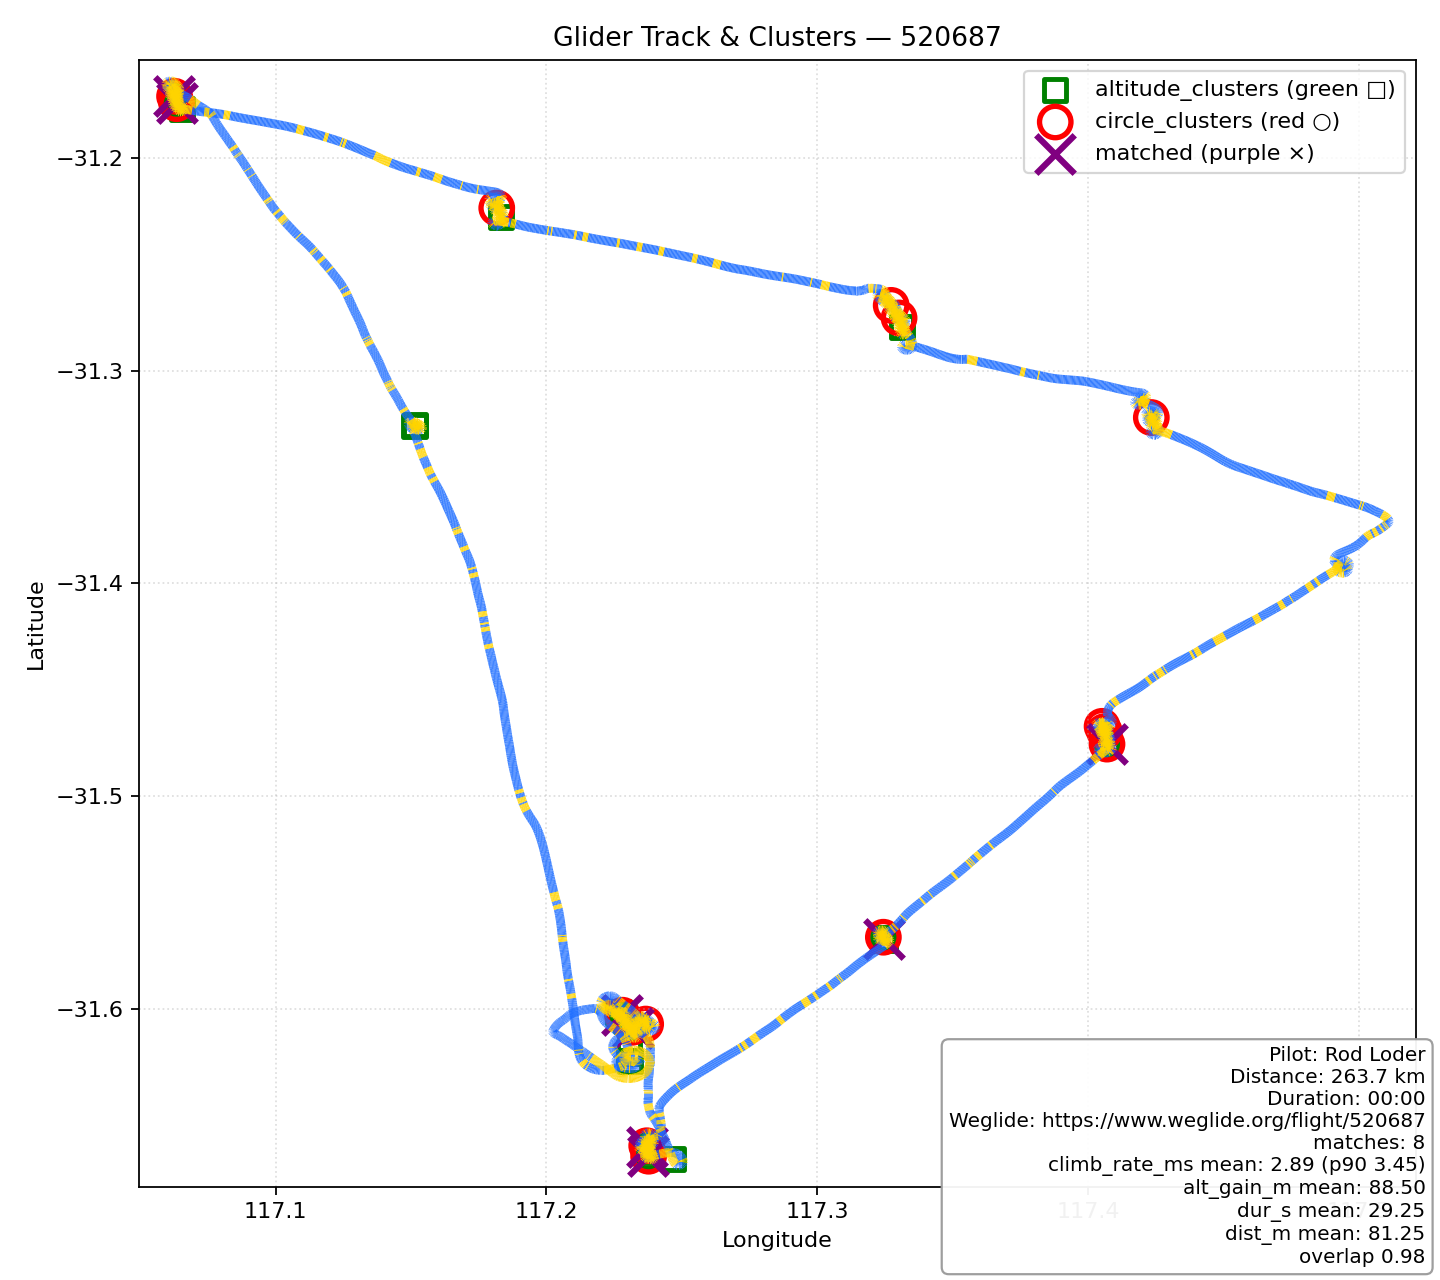 Glider Track & Clusters — 520687
altitude_clusters (green □)
circle_clusters (red ○)
matched (purple ×)
Latitude
−31.2
−31.3
−31.4
−31.5
−31.6
117.1
117.2
117.3
117.4
Longitude
Pilot: Rod Loder
Distance: 263.7 km
Duration: 00:00
Weglide: https://www.weglide.org/flight/520687
matches: 8
climb_rate_ms mean: 2.89 (p90 3.45)
alt_gain_m mean: 88.50
dur_s mean: 29.25
dist_m mean: 81.25
overlap 0.98